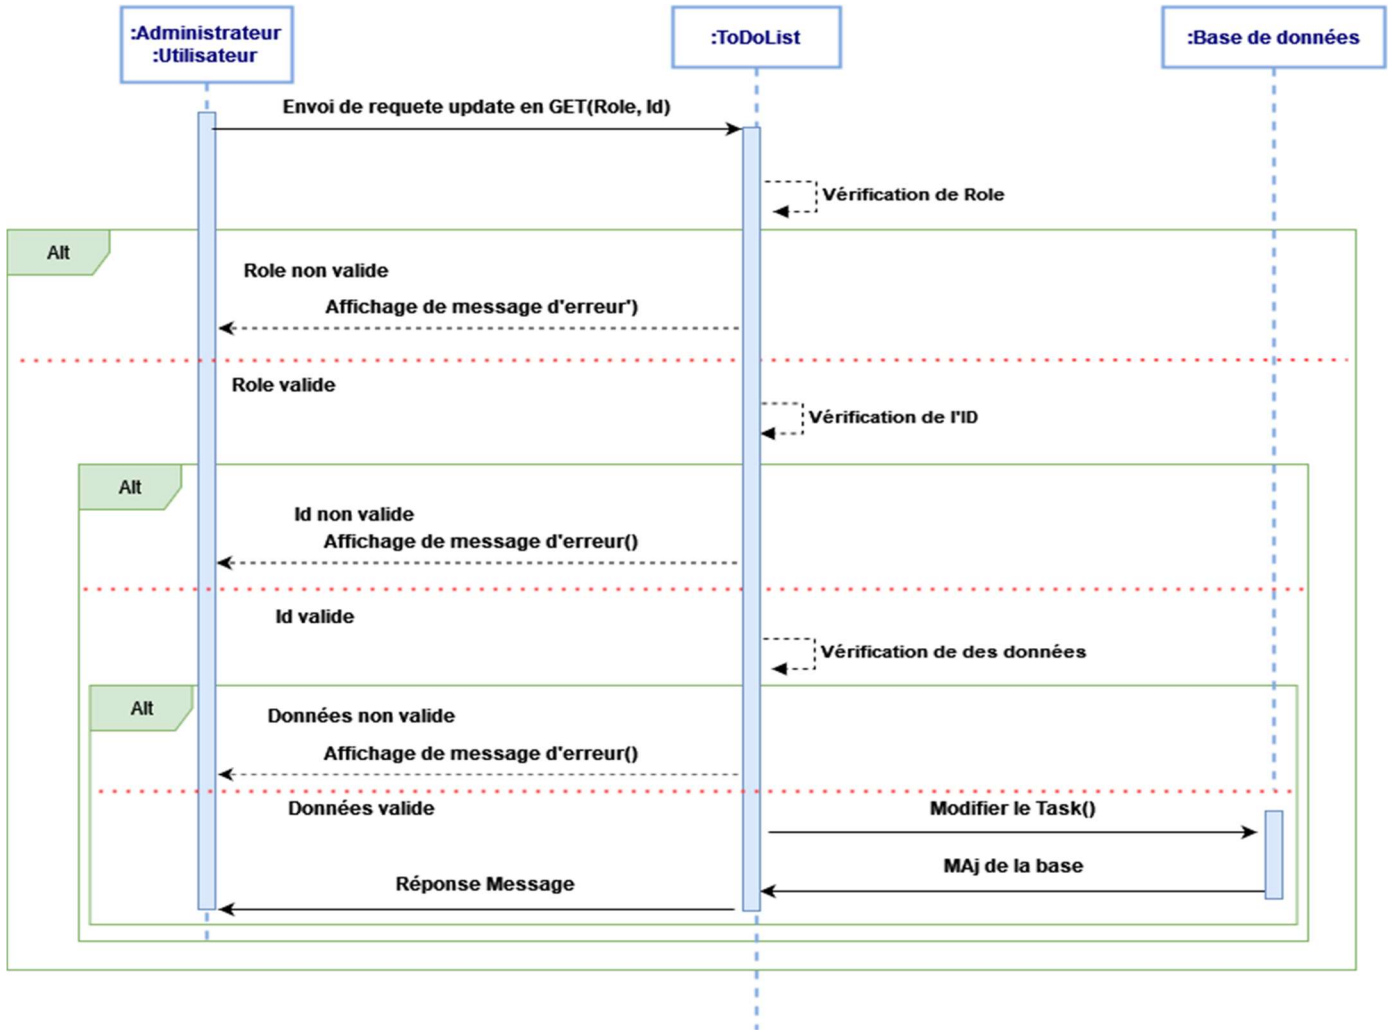 :Administrateur
:Utilisateur
:ToDoList
:Base de données
Envoi de requete update en GET(Role, Id)
Vérification de Role
Alt
Role non valide
Affichage de message d'erreur')
Role valide
Vérification de l'ID
Alt
Id non valide
Affichage de message d'erreur()
Id valide
Vérification de des données
Alt
Données non valide
Affichage de message d'erreur()
Données valide
Modifier le Task()
MAj de la base
Réponse Message